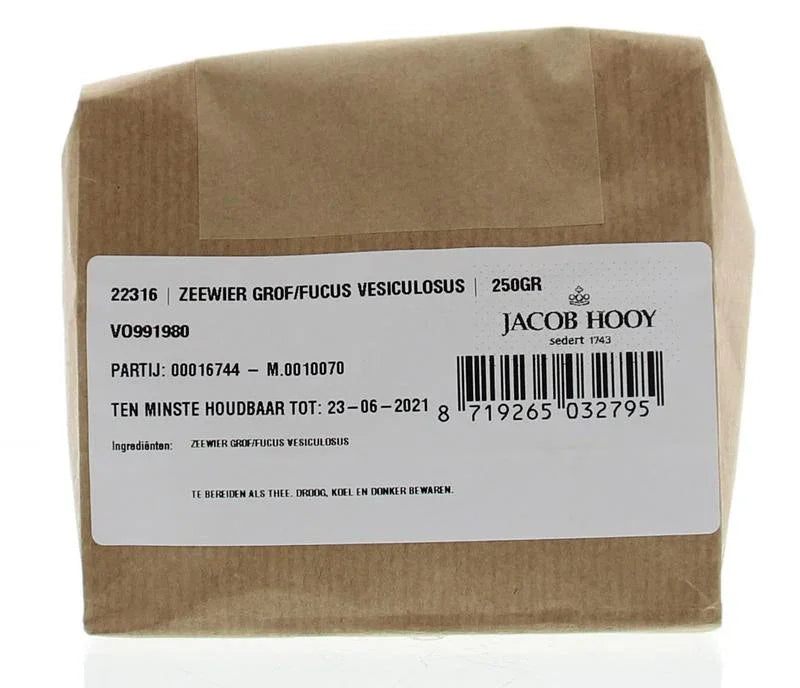 22316 | ZEEWIER GROF/FUCUS VESICULOSUS | 250GR
JACOB HOOY
sedert 1743
VO991980
PARTIJ: 00016744 – M.0010070
TEN MINSTE HOUDBAAR TOT: 23-06-2021
8 719265 032795
Ingrediënten: ZEEWIER GROF/FUCUS VESICULOSUS
TE BEREIDEN ALS THEE. DROOG, KOEL EN DONKER BEWAREN.